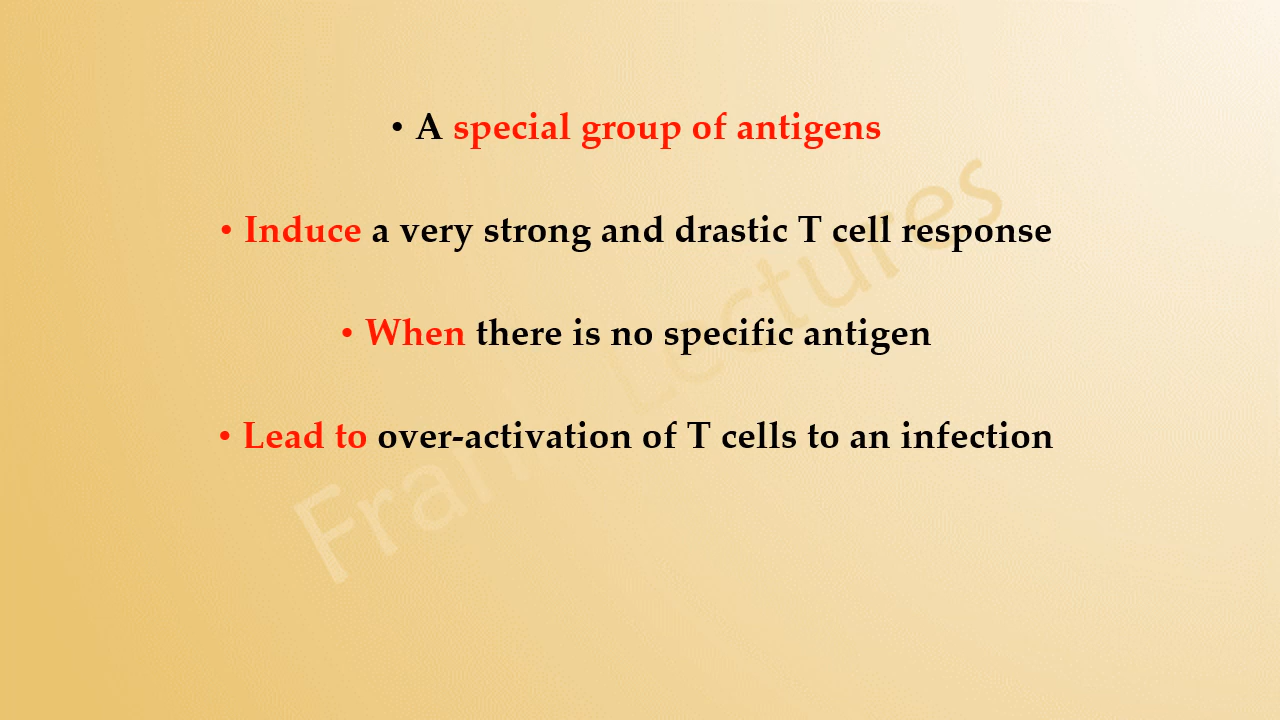 • A special group of antigens
• Induce a very strong and drastic T cell response
• When there is no specific antigen
• Lead to over-activation of T cells to an infection
Frank Lectures